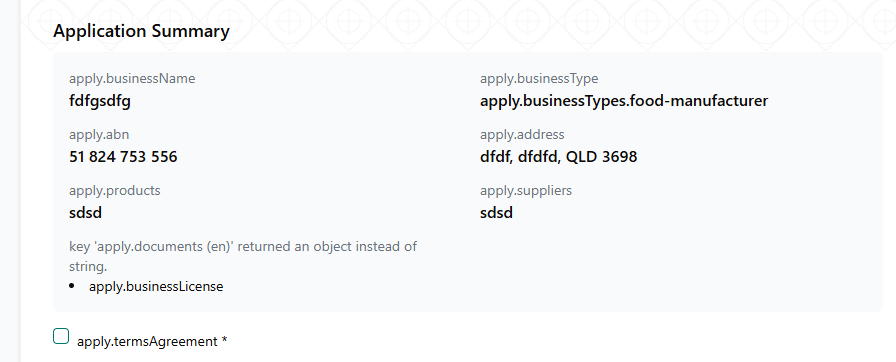 Application Summary
apply.businessName
fdfgsdfg
apply.businessType
apply.businessTypes.food-manufacturer
apply.abn
51 824 753 556
apply.address
dfdf, dfdfd, QLD 3698
apply.products
sdsd
apply.suppliers
sdsd
key 'apply.documents (en)' returned an object instead of
string.
• apply.businessLicense
apply.termsAgreement *